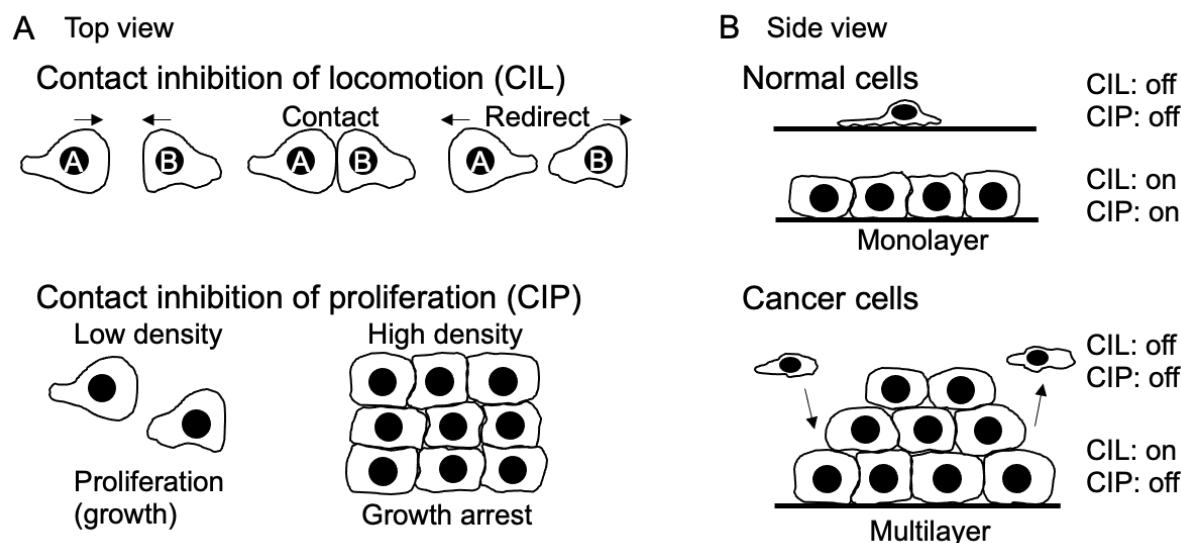 A Top view
Contact inhibition of locomotion (CIL)
Contact
Redirect
A
B
A
B
A
B
Contact inhibition of proliferation (CIP)
Low density
High density
Proliferation
(growth)
Growth arrest
B Side view
Normal cells
CIL: off
CIP: off
CIL: on
CIP: on
Monolayer
Cancer cells
CIL: off
CIP: off
CIL: on
CIP: off
Multilayer